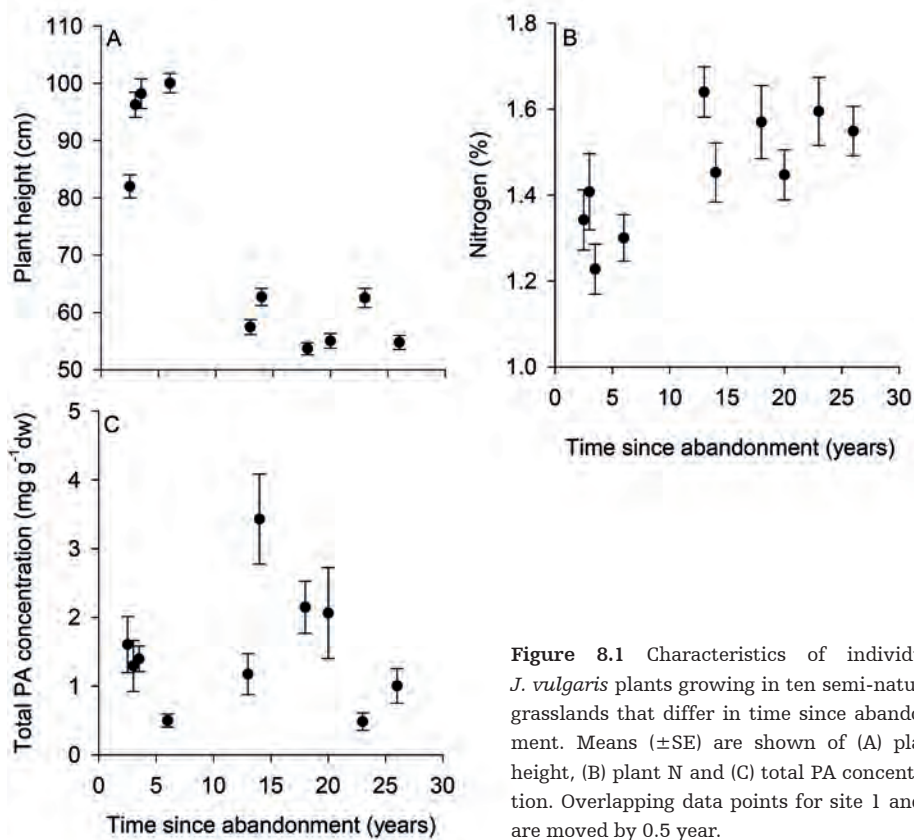 A
110
100
90
80
70
60
50
Plant height (cm)
B
1.8
1.6
1.4
1.2
1.0
Nitrogen (%)
0 5 10 15 20 25 30
Time since abandonment (years)
C
5
4
3
2
1
0
Total PA concentration (mg g-1dw)
0 5 10 15 20 25 30
Time since abandonment (years)
Figure 8.1 Characteristics of individ
J. vulgaris plants growing in ten semi-natu
grasslands that differ in time since abando
ment. Means (±SE) are shown of (A) pla
height, (B) plant N and (C) total PA concent
tion. Overlapping data points for site 1 and
are moved by 0.5 year.